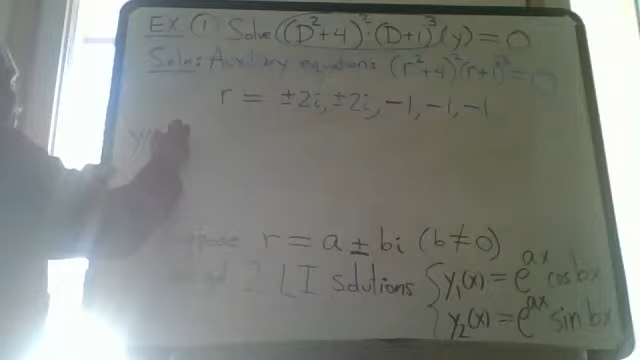 EX ① Solve ((D²+4)²·(D+1)³)(y) = 0
Soln: Auxiliary equation: (r²+4)²(r+1)³ = 0
r = ±2i, ±2i, -1, -1, -1
r = a ± bi (b ≠ 0)
2 LI solutions { y₁(x) = e^{ax} cos bx
y₂(x) = e^{ax} sin bx